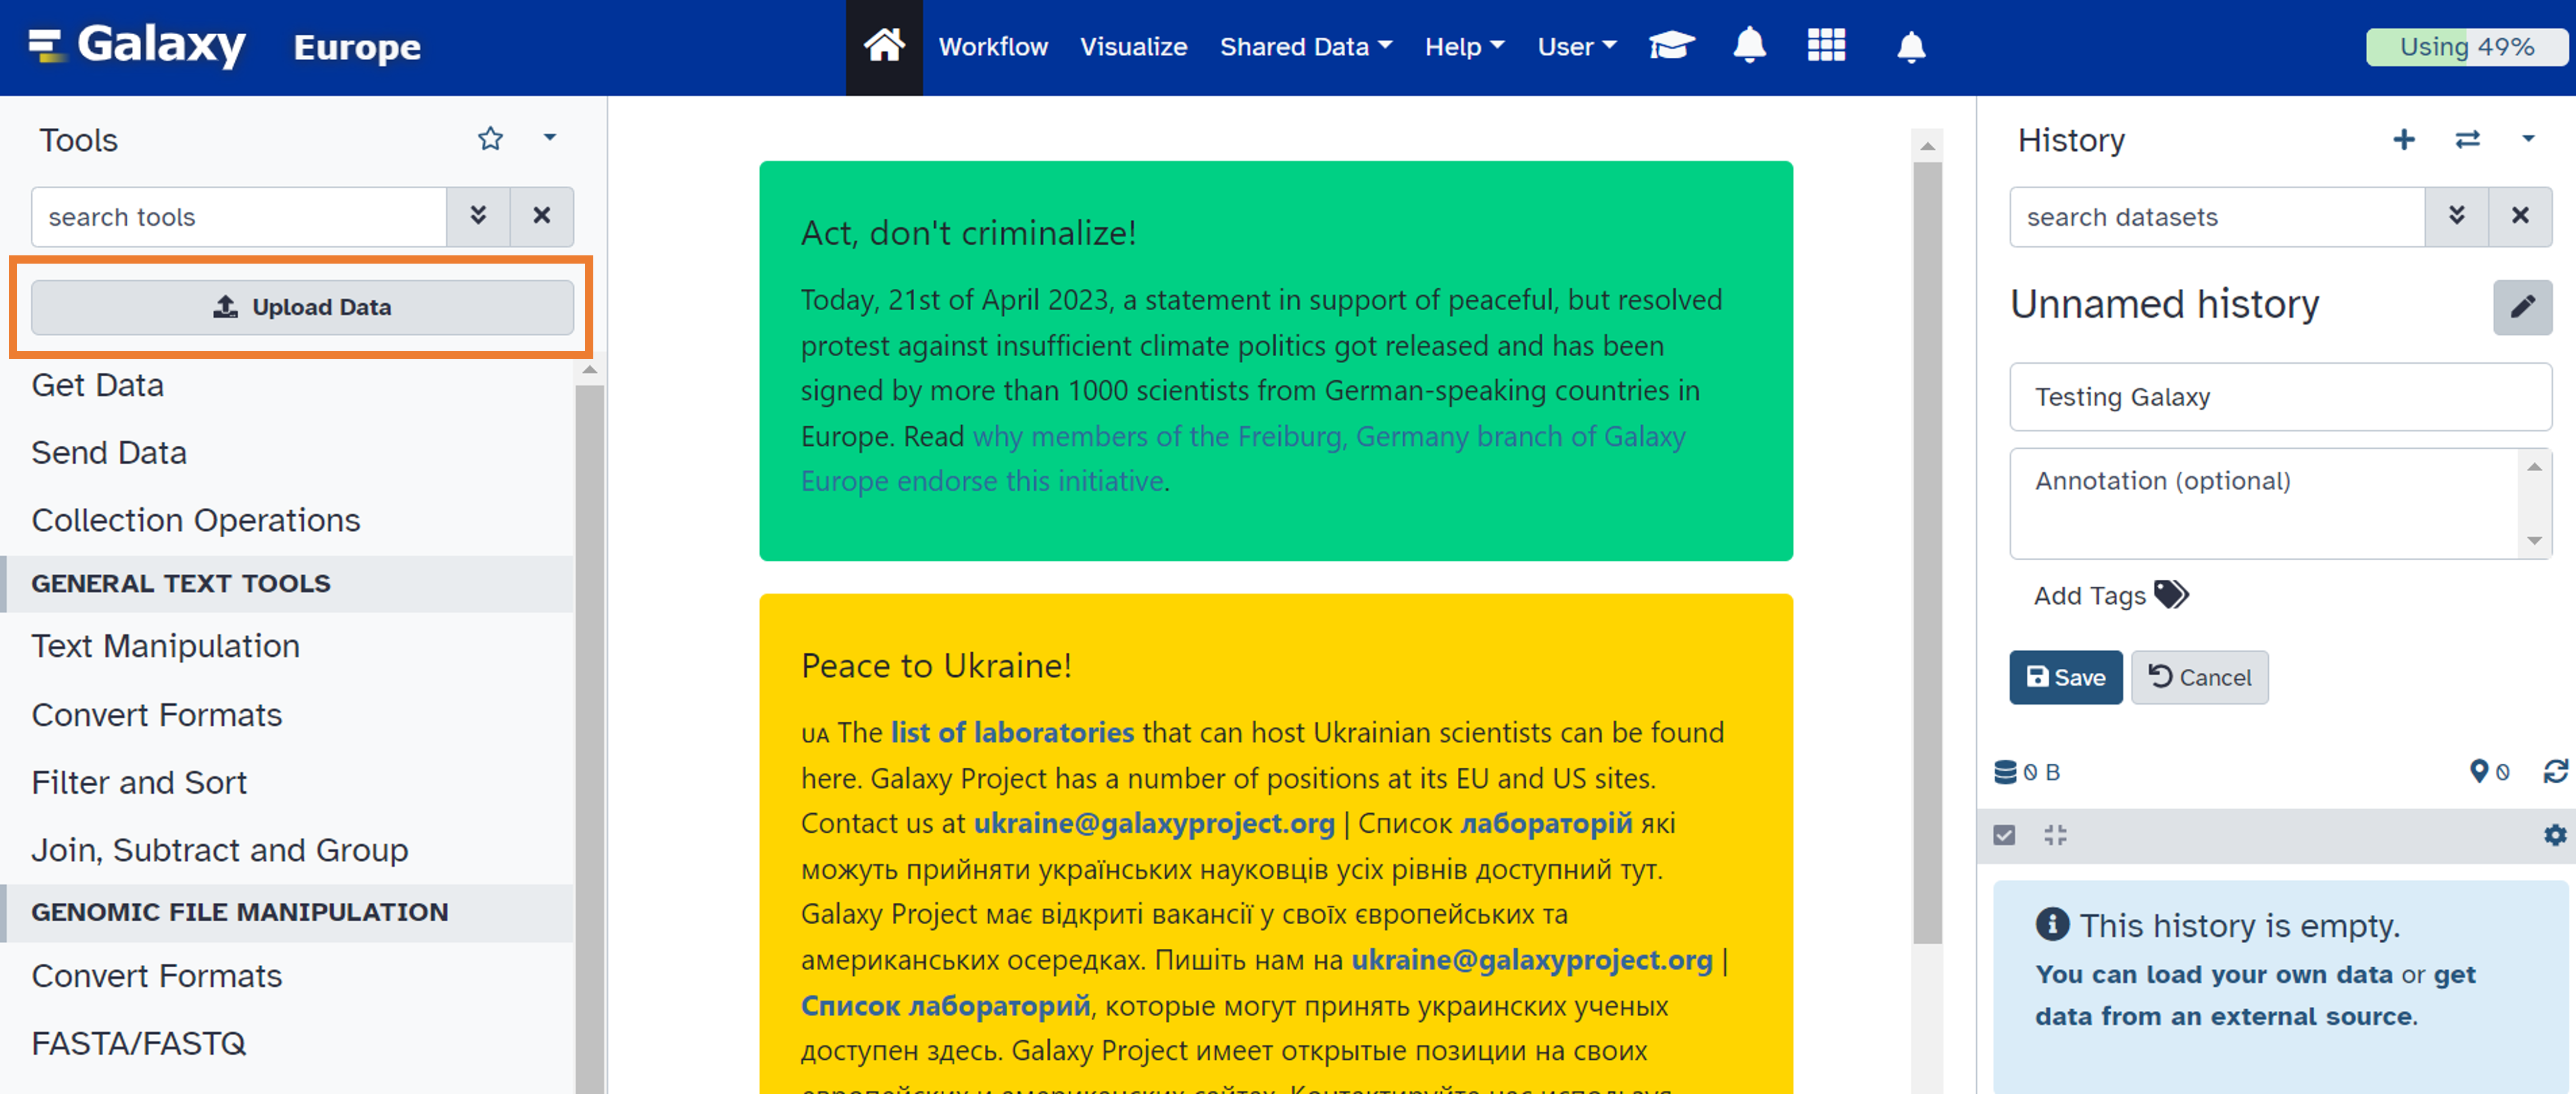 Galaxy Europe
Workflow Visualize Shared Data Help User
Using 49%
Tools
search tools
Upload Data
Get Data
Send Data
Collection Operations
GENERAL TEXT TOOLS
Text Manipulation
Convert Formats
Filter and Sort
Join, Subtract and Group
GENOMIC FILE MANIPULATION
Convert Formats
FASTA/FASTQ
Act, don't criminalize!
Today, 21st of April 2023, a statement in support of peaceful, but resolved
protest against insufficient climate politics got released and has been
signed by more than 1000 scientists from German-speaking countries in
Europe. Read why members of the Freiburg, Germany branch of Galaxy
Europe endorse this initiative.
Peace to Ukraine!
UA The list of laboratories that can host Ukrainian scientists can be found
here. Galaxy Project has a number of positions at its EU and US sites.
Contact us at ukraine@galaxyproject.org | Список лабораторій які
можуть прийняти українських науковців усіх рівнів доступний тут.
Galaxy Project має відкриті вакансії у своїх європейських та
американських осередках. Пишіть нам на ukraine@galaxyproject.org |
Список лабораторий, которые могут принять украинских ученых
доступен здесь. Galaxy Project имеет открытые позиции на своих
европейских и американских сайтах. Контактируйте нас используя
History
search datasets
Unnamed history
Testing Galaxy
Annotation (optional)
Add Tags
Save Cancel
0 B 0
This history is empty.
You can load your own data or get
data from an external source.